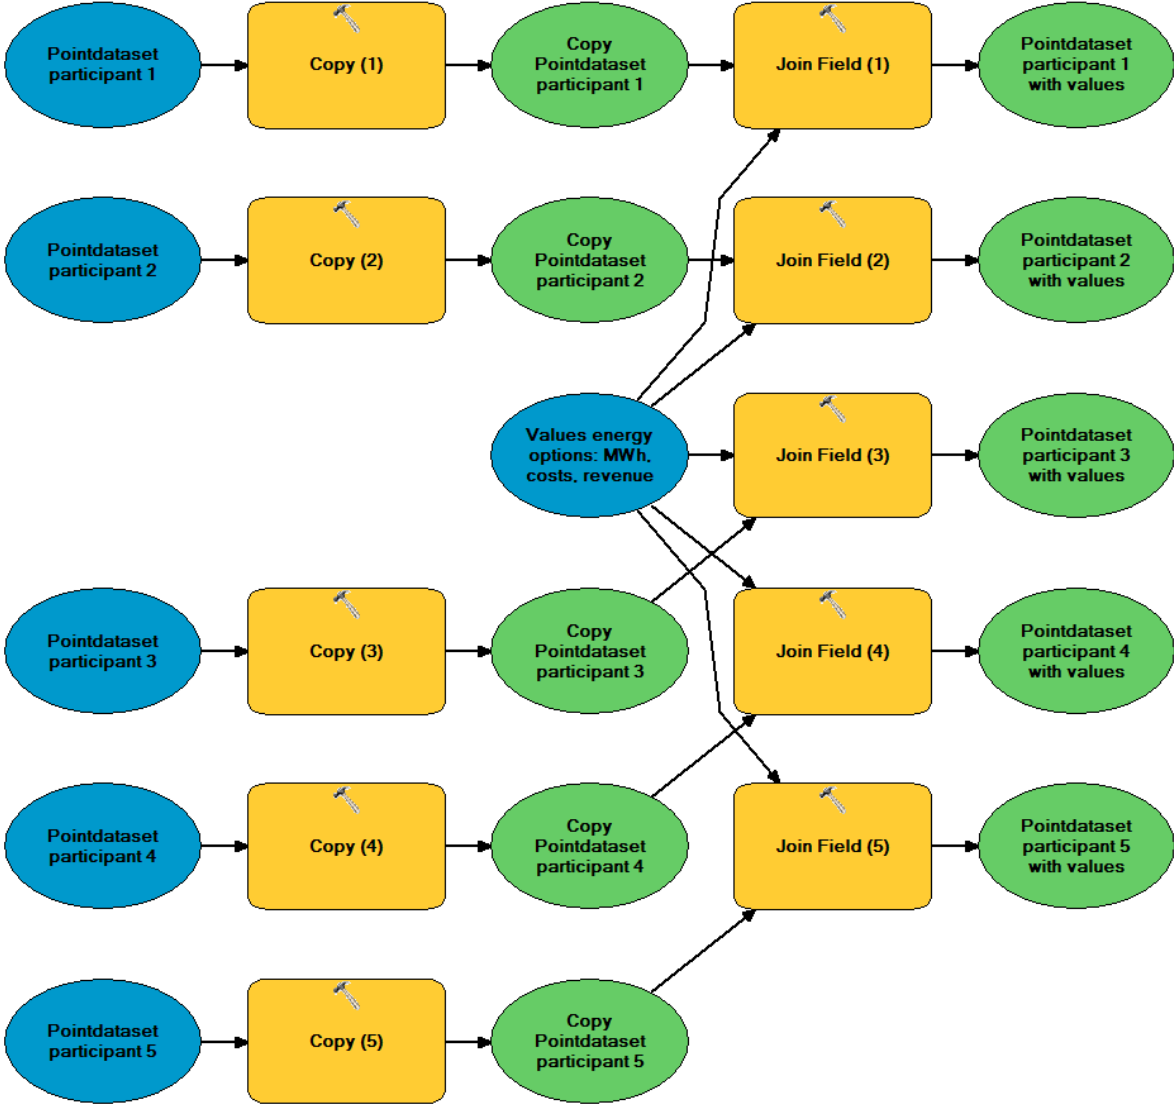 Pointdataset
participant 1
Copy (1)
Copy
Pointdataset
participant 1
Join Field (1)
Pointdataset
participant 1
with values
Pointdataset
participant 2
Copy (2)
Copy
Pointdataset
participant 2
Join Field (2)
Pointdataset
participant 2
with values
Values energy
options: MWh,
costs, revenue
Join Field (3)
Pointdataset
participant 3
with values
Pointdataset
participant 3
Copy (3)
Copy
Pointdataset
participant 3
Join Field (4)
Pointdataset
participant 4
with values
Pointdataset
participant 4
Copy (4)
Copy
Pointdataset
participant 4
Join Field (5)
Pointdataset
participant 5
with values
Pointdataset
participant 5
Copy (5)
Copy
Pointdataset
participant 5